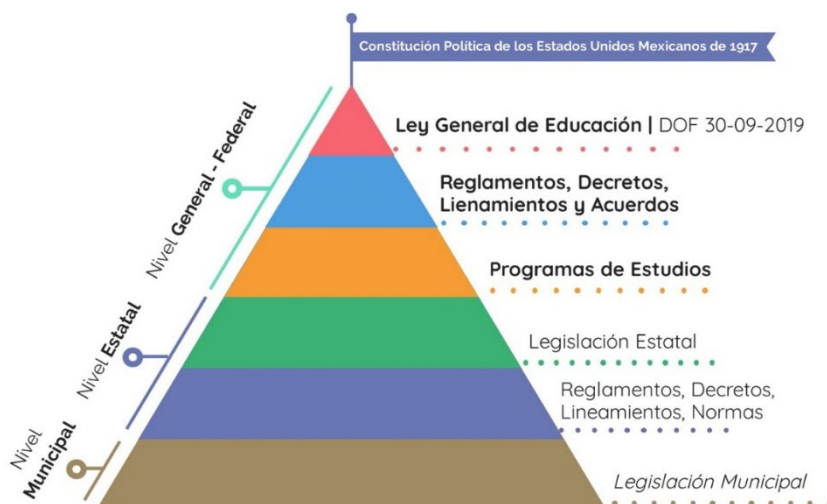 Constitución Política de los Estados Unidos Mexicanos de 1917
Ley General de Educación | DOF 30-09-2019
Reglamentos, Decretos,
Lienamientos y Acuerdos
Programas de Estudios
Legislación Estatal
Reglamentos, Decretos,
Lineamientos, Normas
Legislación Municipal
Nivel General - Federal
Nivel Estatal
Nivel
Municipal